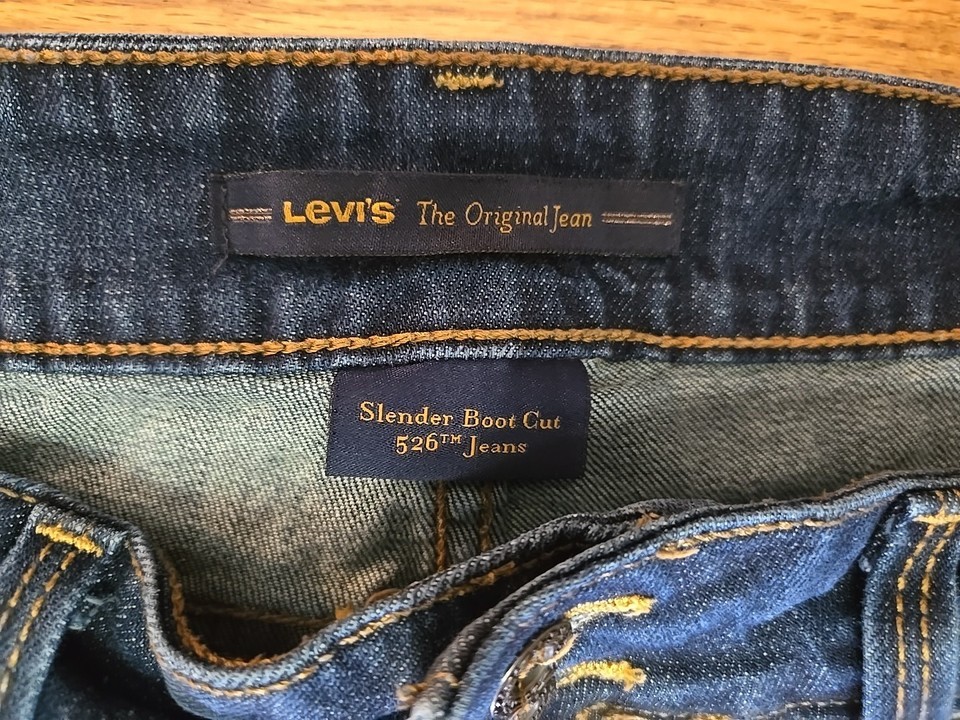 Levi's The Original Jean
Slender Boot Cut
526™ Jeans